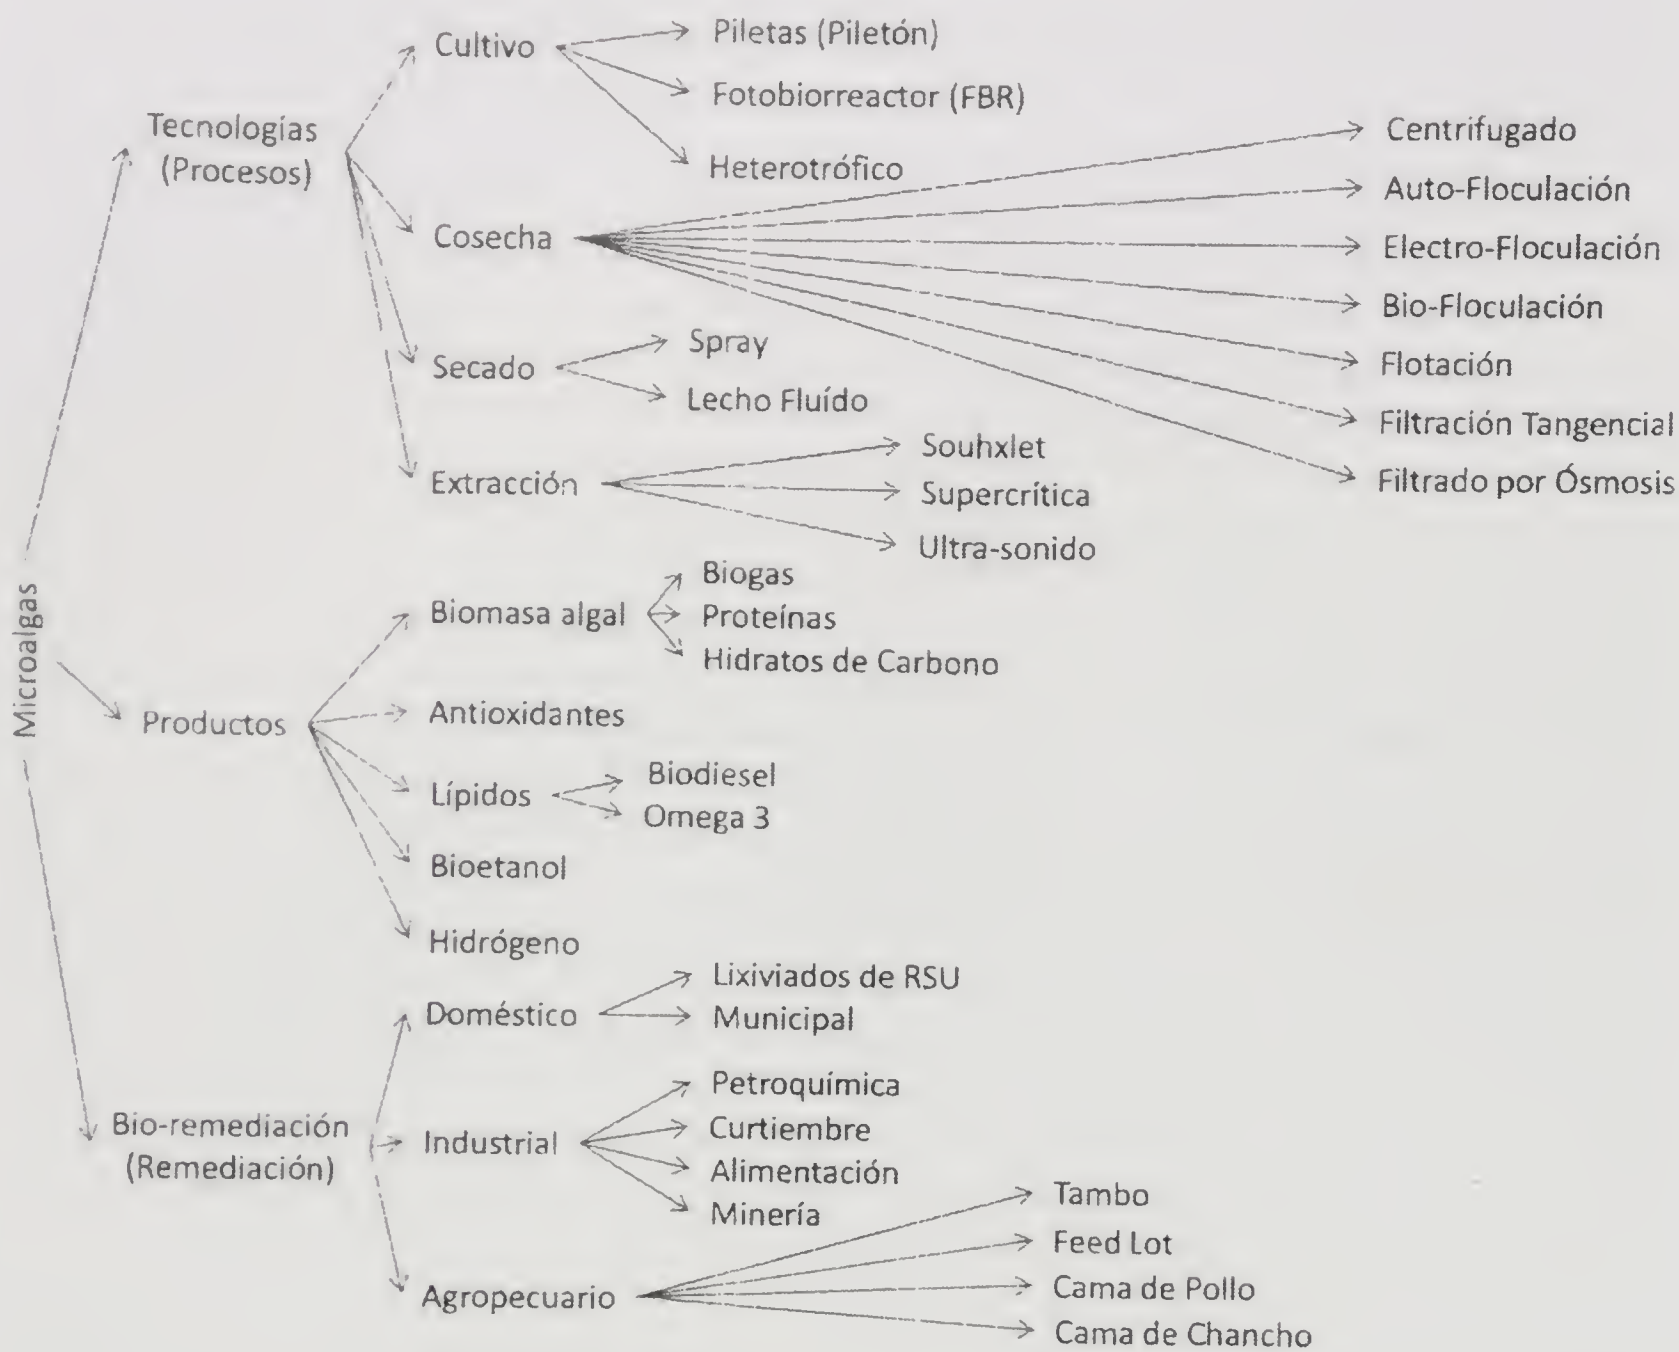 Microalgas
Tecnologías
(Procesos)
Cultivo
Piletas (Piletón)
Fotobiorreactor (FBR)
Heterotrófico
Cosecha
Centrifugado
Auto-Floculación
Electro-Floculación
Bio-Floculación
Flotación
Filtración Tangencial
Filtrado por Ósmosis
Secado
Spray
Lecho Fluído
Extracción
Souhxlet
Supercrítica
Ultra-sonido
Productos
Biomasa algal
Biogas
Proteínas
Hidratos de Carbono
Antioxidantes
Lípidos
Biodiesel
Omega 3
Bioetanol
Hidrógeno
Bio-remediación
(Remediación)
Doméstico
Lixiviados de RSU
Municipal
Industrial
Petroquímica
Curtiembre
Alimentación
Minería
Agropecuario
Tambo
Feed Lot
Cama de Pollo
Cama de Chancho